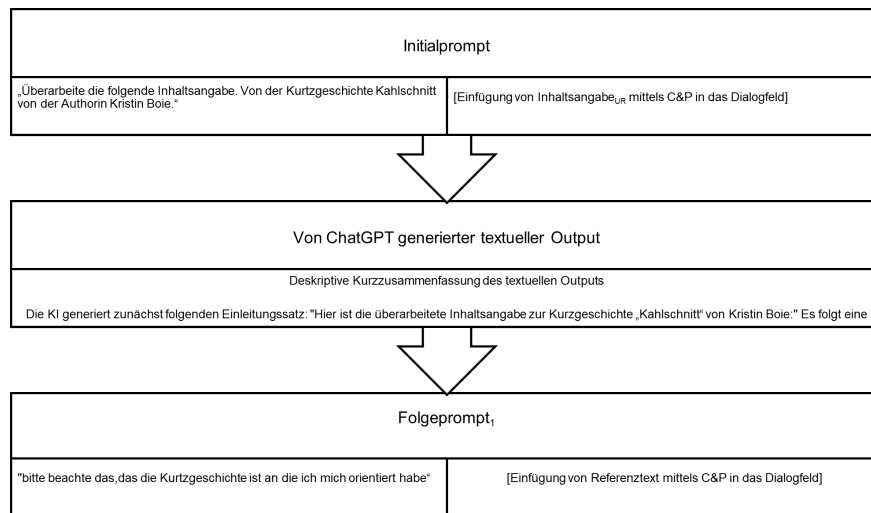 Initialprompt
„Überarbeite die folgende Inhaltsangabe. Von der Kurtzgeschichte Kahlschnitt
von der Authorin Kristin Boie.“
[Einfügung von InhaltsangabeUR mittels C&P in das Dialogfeld]
Von ChatGPT generierter textueller Output
Deskriptive Kurzzusammenfassung des textuellen Outputs
Die KI generiert zunächst folgenden Einleitungssatz: "Hier ist die überarbeitete Inhaltsangabe zur Kurzgeschichte „Kahlschnitt“ von Kristin Boie:" Es folgt eine
Folgeprompt1
"bitte beachte das,das die Kurtzgeschichte ist an die ich mich orientiert habe“
[Einfügung von Referenztext mittels C&P in das Dialogfeld]